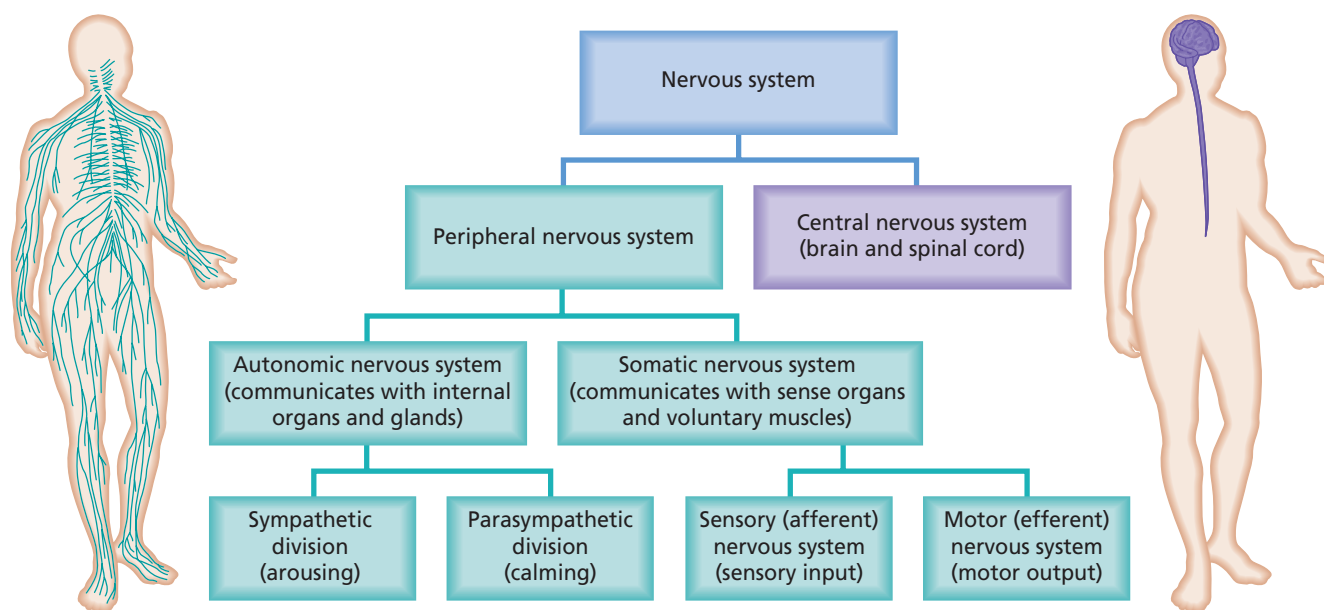 Nervous system
Peripheral nervous system
Central nervous system
(brain and spinal cord)
Autonomic nervous system
(communicates with internal
organs and glands)
Somatic nervous system
(communicates with sense organs
and voluntary muscles)
Sympathetic
division
(arousing)
Parasympathetic
division
(calming)
Sensory (afferent)
nervous system
(sensory input)
Motor (efferent)
nervous system
(motor output)